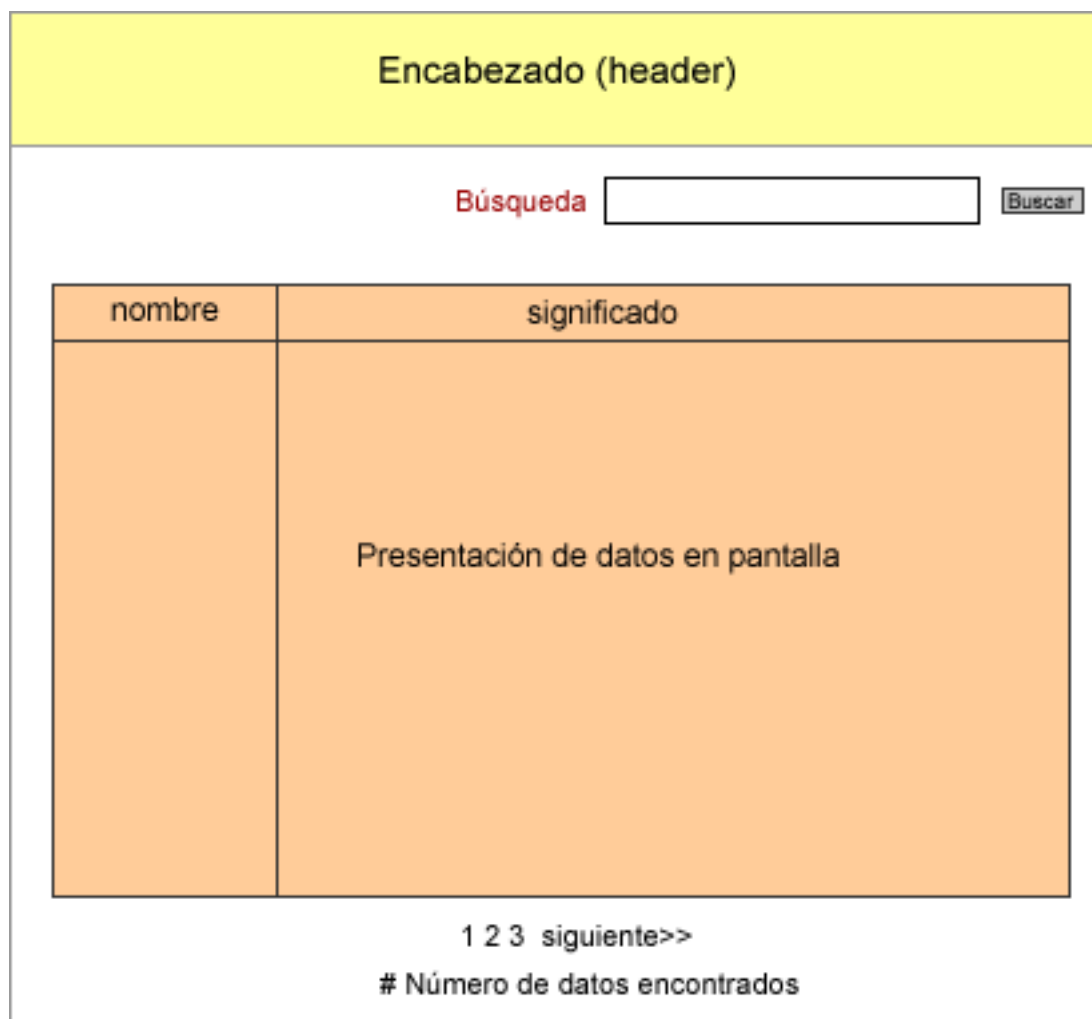 Encabezado (header)
Búsqueda Buscar
nombre significado
Presentación de datos en pantalla
1 2 3 siguiente>>
# Número de datos encontrados